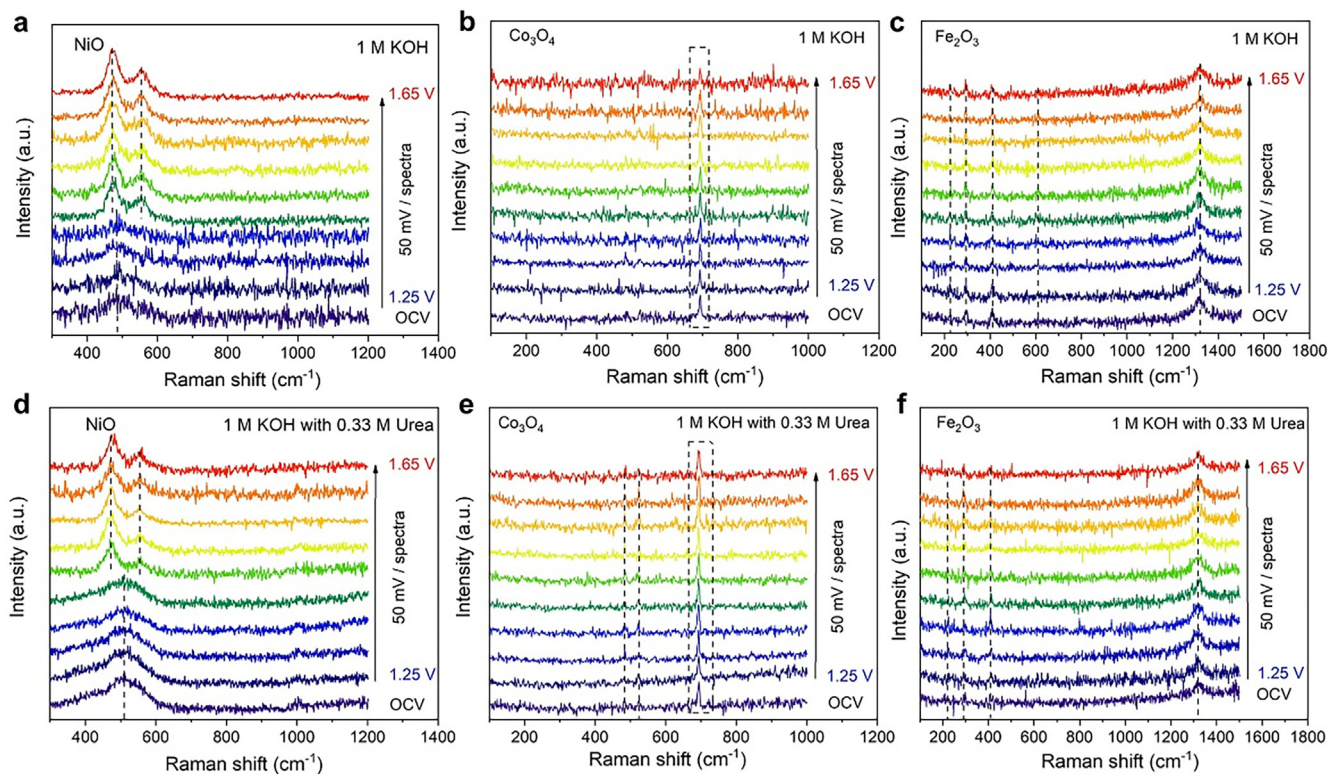 a
NiO
1 M KOH
1.65 V
50 mV / spectra
1.25 V
OCV
Intensity (a.u.)
400 600 800 1000 1200 1400
Raman shift (cm⁻¹)
b
Co₃O₄
1 M KOH
1.65 V
50 mV / spectra
1.25 V
OCV
Intensity (a.u.)
200 400 600 800 1000 1200
Raman shift (cm⁻¹)
c
Fe₂O₃
1 M KOH
1.65 V
50 mV / spectra
1.25 V
OCV
Intensity (a.u.)
200 400 600 800 1000 1200 1400 1600 1800
Raman shift (cm⁻¹)
d
NiO
1 M KOH with 0.33 M Urea
1.65 V
50 mV / spectra
1.25 V
OCV
Intensity (a.u.)
400 600 800 1000 1200 1400
Raman shift (cm⁻¹)
e
Co₃O₄
1 M KOH with 0.33 M Urea
1.65 V
50 mV / spectra
1.25 V
OCV
Intensity (a.u.)
200 400 600 800 1000 1200
Raman shift (cm⁻¹)
f
Fe₂O₃
1 M KOH with 0.33 M Urea
1.65 V
50 mV / spectra
1.25 V
OCV
Intensity (a.u.)
200 400 600 800 1000 1200 1400 1600 1800
Raman shift (cm⁻¹)